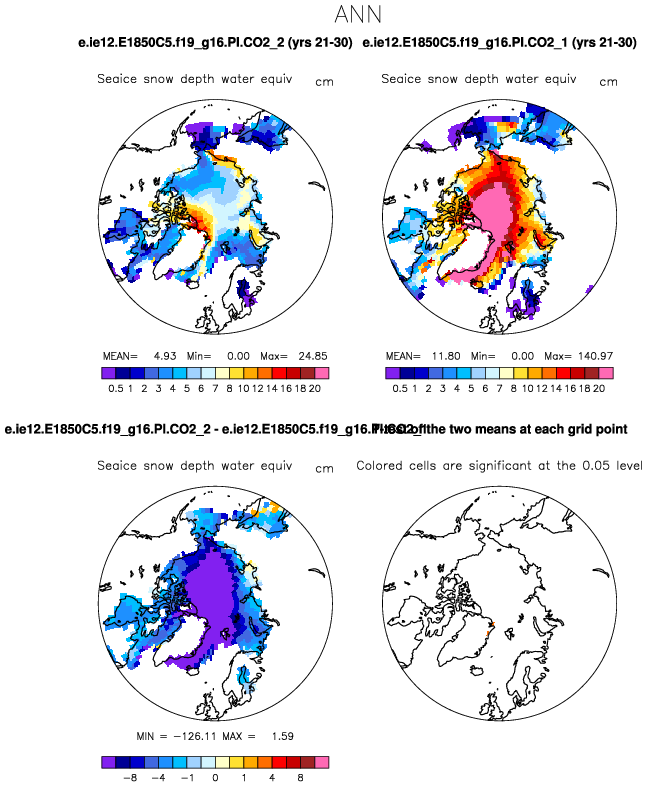 ANN
e.ie12.E1850C5.f19_g16.PI.CO2_2 (yrs 21-30) e.ie12.E1850C5.f19_g16.PI.CO2_1 (yrs 21-30)
Seaice snow depth water equiv cm Seaice snow depth water equiv cm
MEAN= 4.93 Min= 0.00 Max= 24.85 MEAN= 11.80 Min= 0.00 Max= 140.97
0.5 1 2 3 4 5 6 7 8 10 12 14 16 18 20 0.5 1 2 3 4 5 6 7 8 10 12 14 16 18 20
e.ie12.E1850C5.f19_g16.PI.CO2_2 - e.ie12.E1850C5.f19_g16.PI.CO2_1 the two means at each grid point
Seaice snow depth water equiv cm Colored cells are significant at the 0.05 level
MIN = -126.11 MAX = 1.59
-8 -4 -1 0 1 4 8